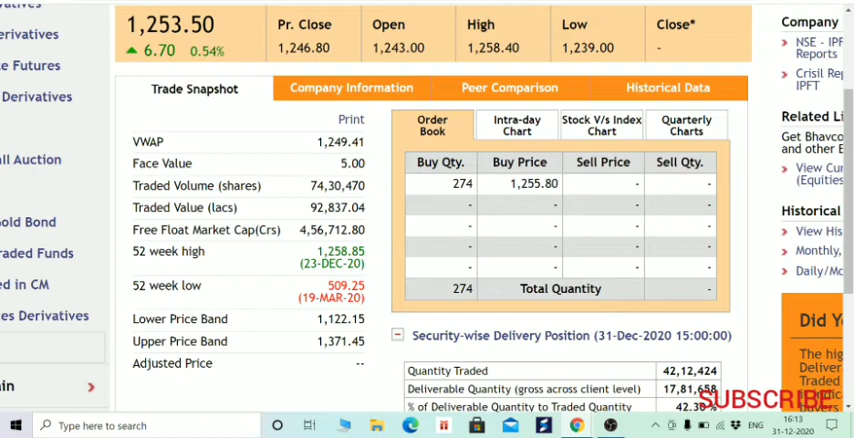 1,253.50
6.70 0.54%
Pr. Close Open High Low Close*
1,246.80 1,243.00 1,258.40 1,239.00 -
Trade Snapshot Company Information Peer Comparison Historical Data
Print
VWAP 1,249.41
Face Value 5.00
Traded Volume (shares) 74,30,470
Traded Value (lacs) 92,837.04
Free Float Market Cap(Crs) 4,56,712.80
52 week high 1,258.85
(23-DEC-20)
52 week low 509.25
(19-MAR-20)
Lower Price Band 1,122.15
Upper Price Band 1,371.45
Adjusted Price --
Order Book
Intra-day Chart
Stock V/s Index Chart
Quarterly Charts
Buy Qty. Buy Price Sell Price Sell Qty.
274 1,255.80 - -
- - - -
- - - -
- - - -
- - - -
274 Total Quantity -
Security-wise Delivery Position (31-Dec-2020 15:00:00)
Quantity Traded 42,12,424
Deliverable Quantity (gross across client level) 17,81,658
% of Deliverable Quantity to Traded Quantity 42.30%
SUBSCRIBE
erivatives
e Futures
Derivatives
all Auction
old Bond
raded Funds
ed in CM
es Derivatives
in
Company
NSE - IPF
Reports
Crisil Rep
IPFT
Related Li
Get Bhavco
and other E
View Cur
(Equities
Historical
View His
Monthly,
Daily/Mo
Did Y
The hig
Deliver
Traded
buyers
Type here to search
ENG
16:13
31-12-2020